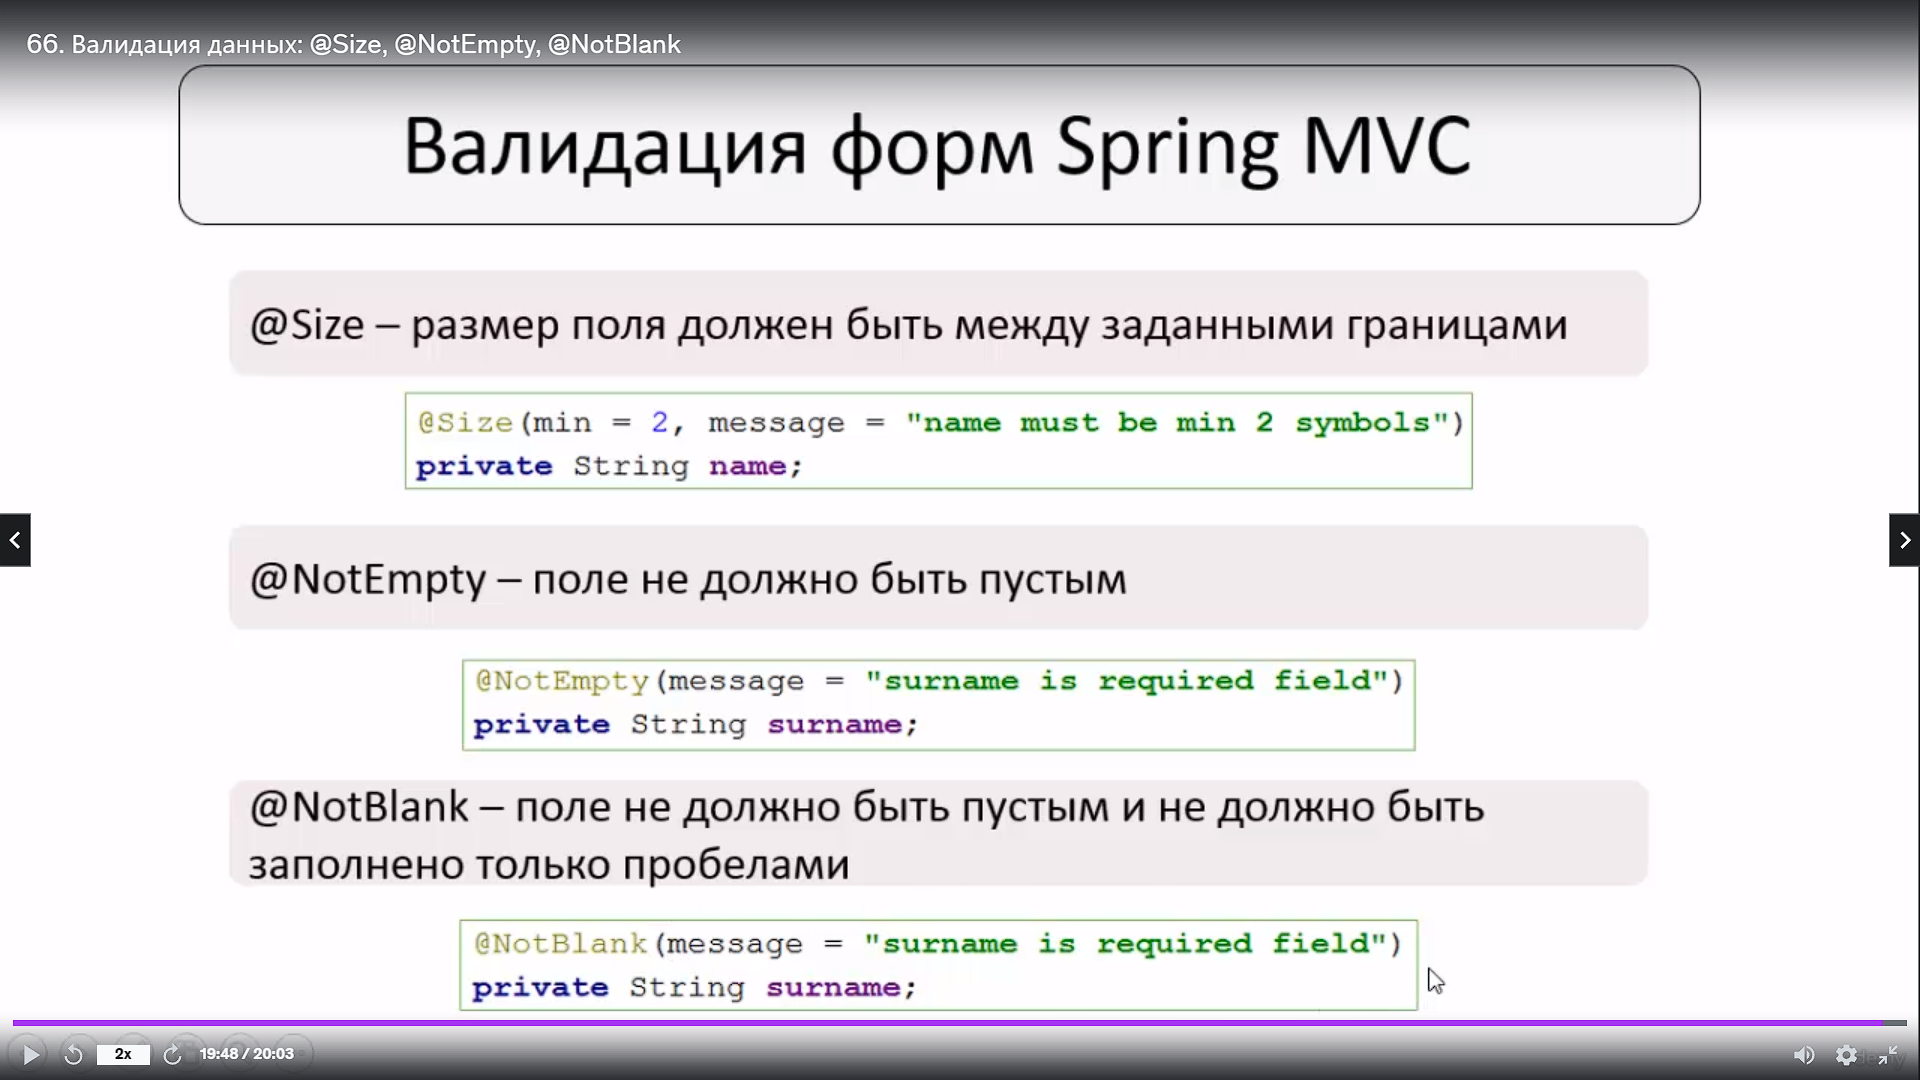 66. Валидация данных: @Size, @NotEmpty, @NotBlank
Валидация форм Spring MVC
@Size – размер поля должен быть между заданными границами
@Size(min = 2, message = "name must be min 2 symbols")
private String name;
@NotEmpty – поле не должно быть пустым
@NotEmpty(message = "surname is required field")
private String surname;
@NotBlank – поле не должно быть пустым и не должно быть
заполнено только пробелами
@NotBlank(message = "surname is required field")
private String surname;
2x
19:48 / 20:03